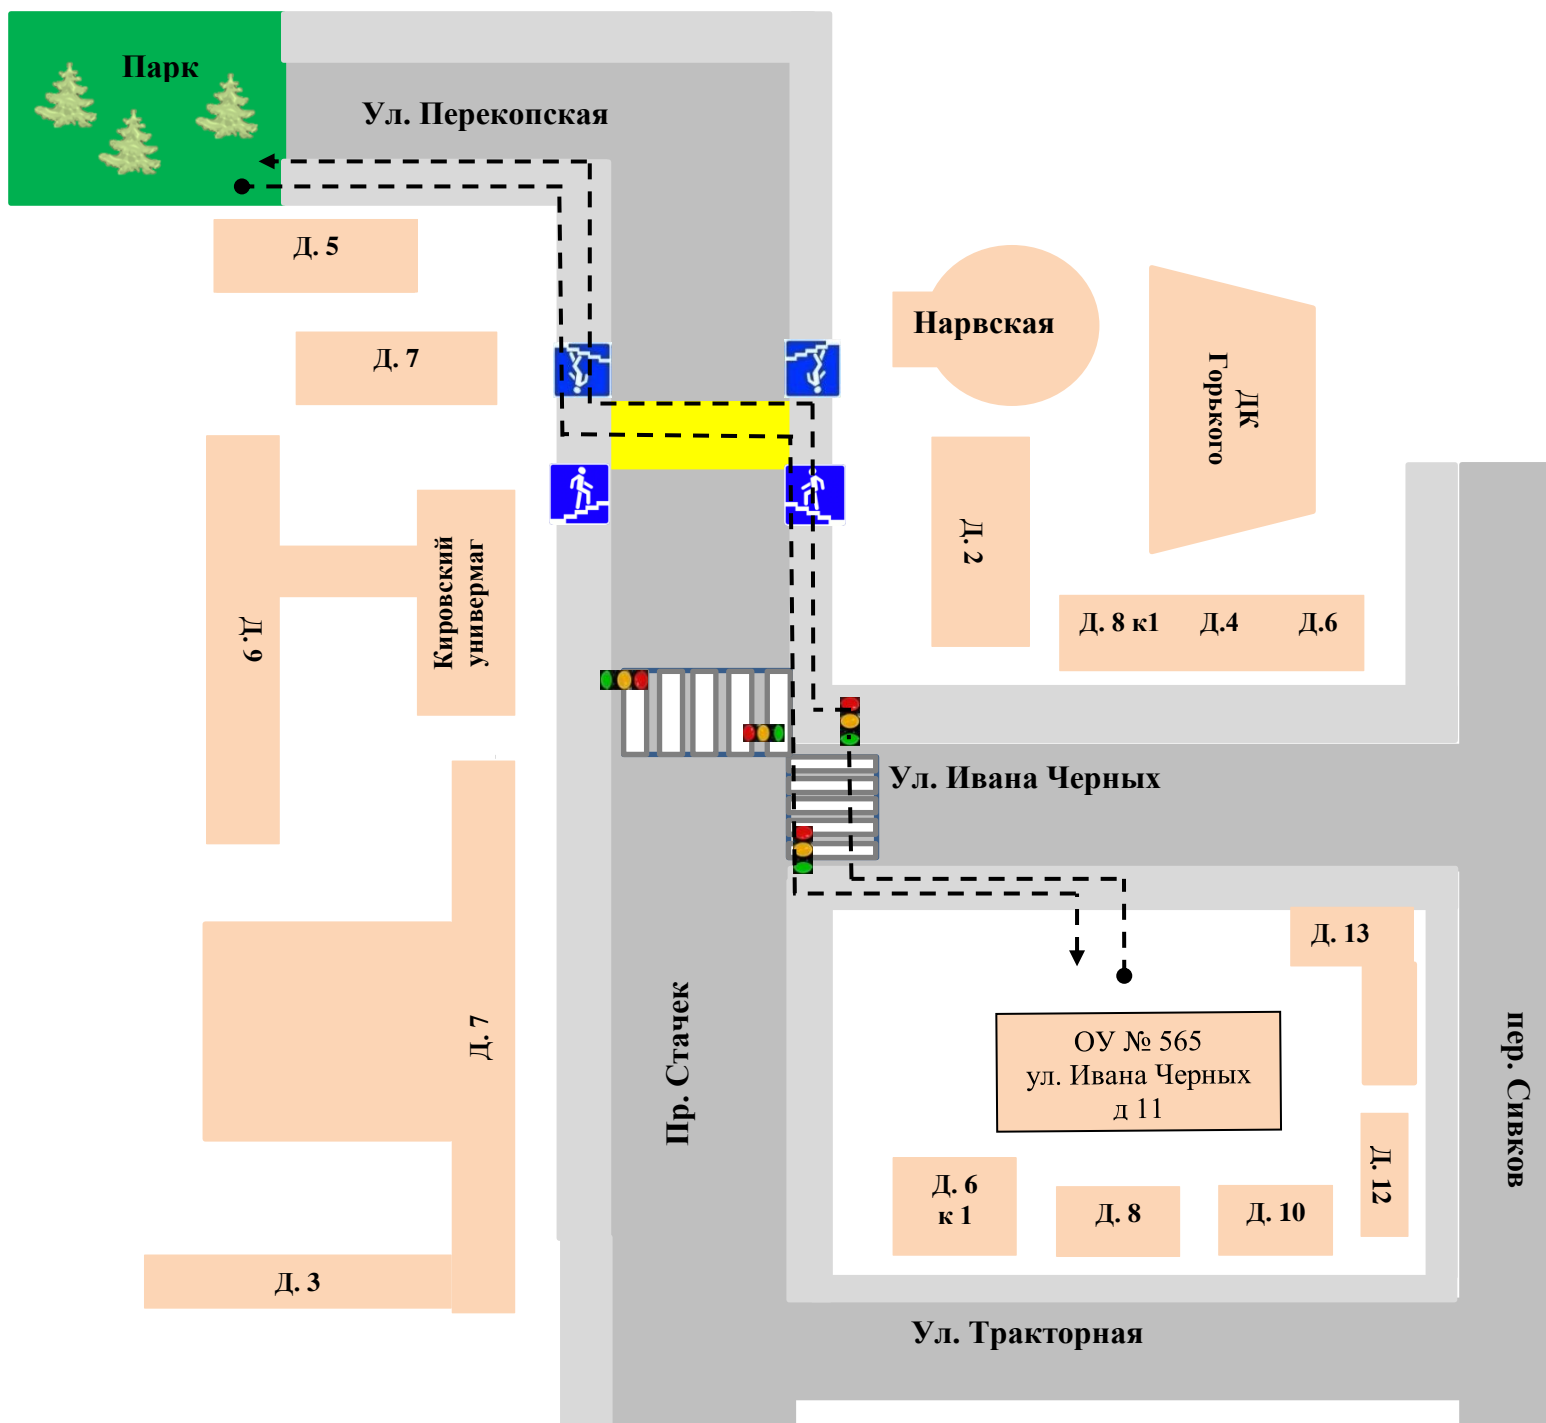 Парк
Ул. Перекопская
Д. 5
Нарвская
ДК
Горького
Д. 7
Д. 2
Кировский
универмаг
Д. 9
Д. 8 к1
Д.4
Д.6
Ул. Ивана Черных
Д. 13
Д. 7
Пр. Стачек
ОУ № 565
ул. Ивана Черных
д 11
пер. Сивков
Д. 6
к 1
Д. 8
Д. 10
Д. 12
Д. 3
Ул. Тракторная